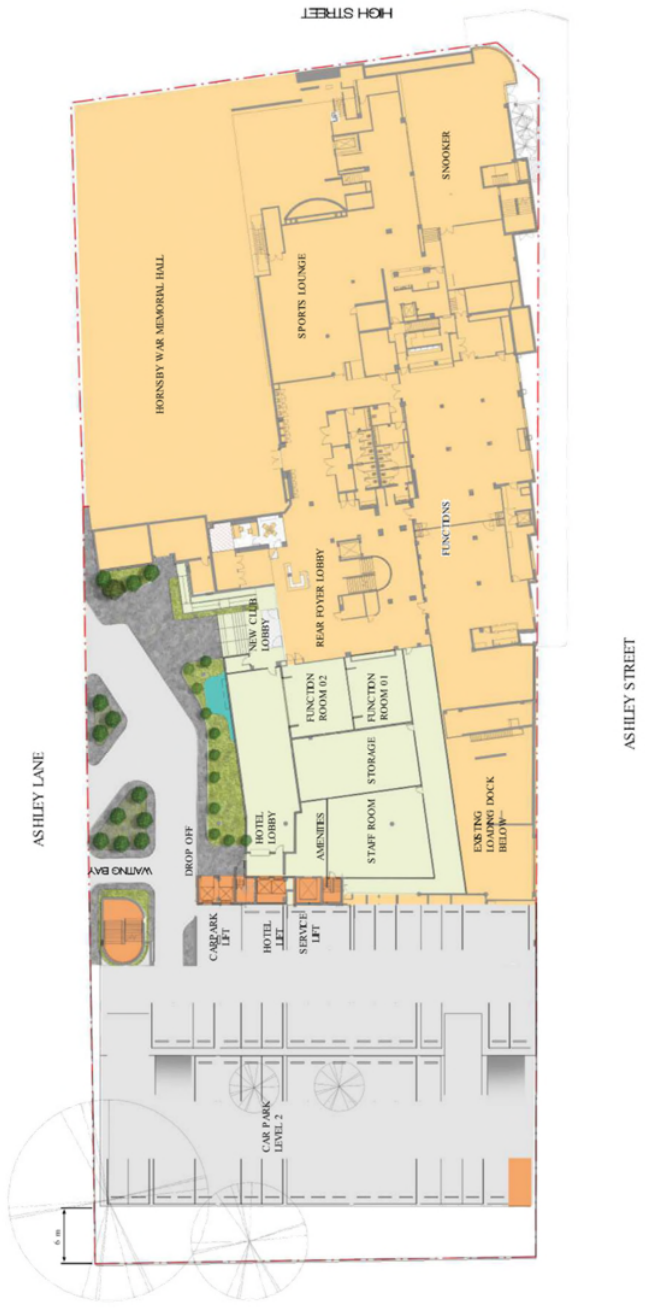 HIGH STREET
SNOOKER
SPORTS LOUNGE
HORNSBY WAR MEMORIAL HALL
FUNCTIONS
REAR FOYER LOBBY
NEW CLUB
LOBBY
FUNCTION
ROOM 02
FUNCTION
ROOM 01
STORAGE
HOTEL
LOBBY
AMENITIES
STAFF ROOM
EXISTING
LOADING DOCK
BELOW
ASHLEY STREET
ASHLEY LANE
DROP OFF
WAITING BAY
CARPARK
LIFT
HOTEL
LIFT
SERVICE
LIFT
CAR PARK
LEVEL 2
6 m